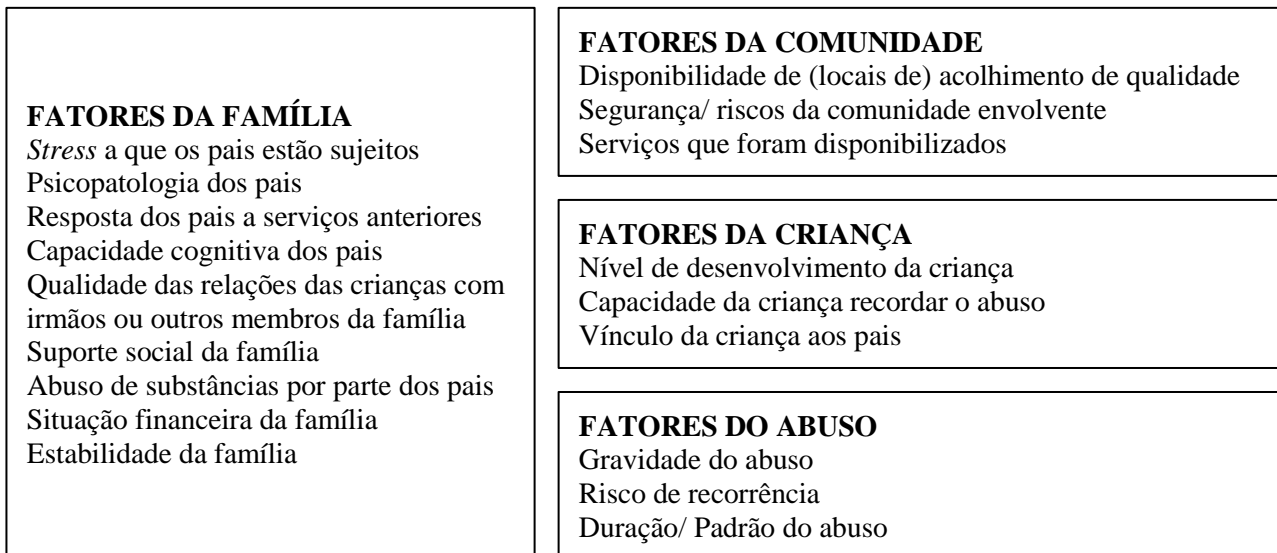 FATORES DA FAMÍLIA
Stress a que os pais estão sujeitos
Psicopatologia dos pais
Resposta dos pais a serviços anteriores
Capacidade cognitiva dos pais
Qualidade das relações das crianças com
irmãos ou outros membros da família
Suporte social da família
Abuso de substâncias por parte dos pais
Situação financeira da família
Estabilidade da família
FATORES DA COMUNIDADE
Disponibilidade de (locais de) acolhimento de qualidade
Segurança/ riscos da comunidade envolvente
Serviços que foram disponibilizados
FATORES DA CRIANÇA
Nível de desenvolvimento da criança
Capacidade da criança recordar o abuso
Vínculo da criança aos pais
FATORES DO ABUSO
Gravidade do abuso
Risco de recorrência
Duração/ Padrão do abuso